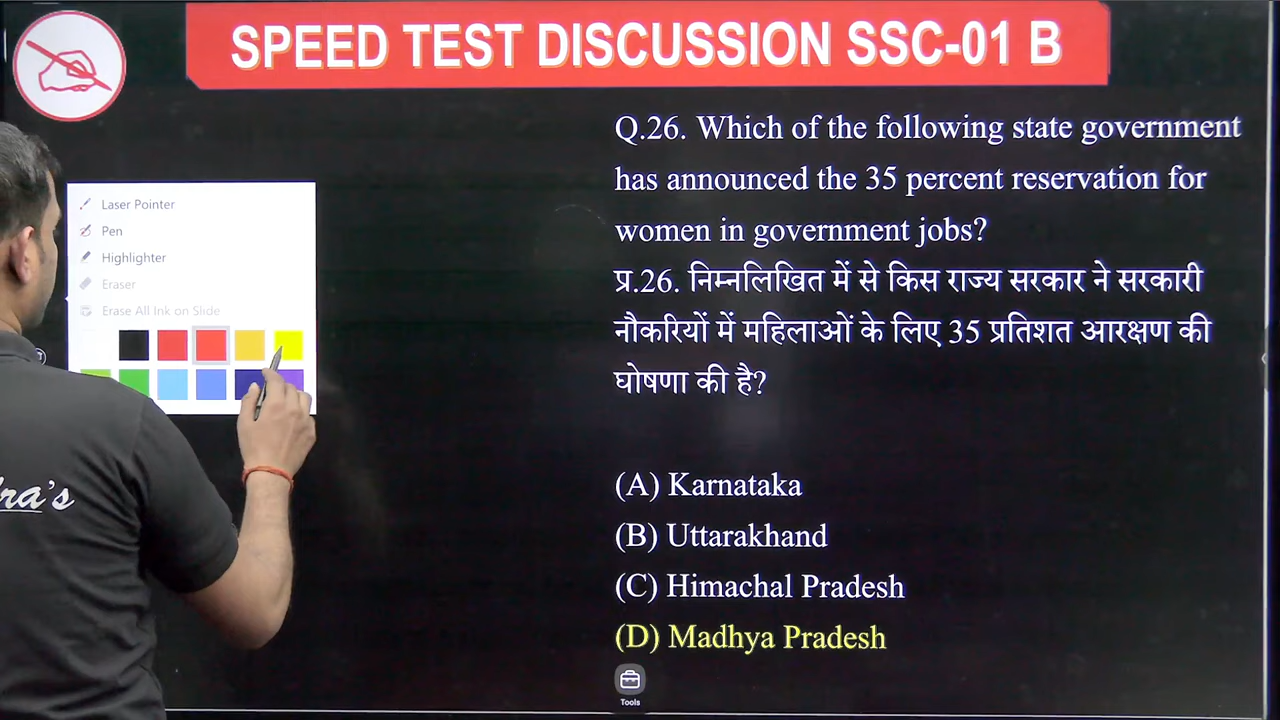 SPEED TEST DISCUSSION SSC-01 B
Q.26. Which of the following state government
has announced the 35 percent reservation for
women in government jobs?
प्र.26. निम्नलिखित में से किस राज्य सरकार ने सरकारी
नौकरियों में महिलाओं के लिए 35 प्रतिशत आरक्षण की
घोषणा की है?
(A) Karnataka
(B) Uttarakhand
(C) Himachal Pradesh
(D) Madhya Pradesh
Tools
Laser Pointer
Pen
Highlighter
Eraser
Erase All Ink on Slide
ra's